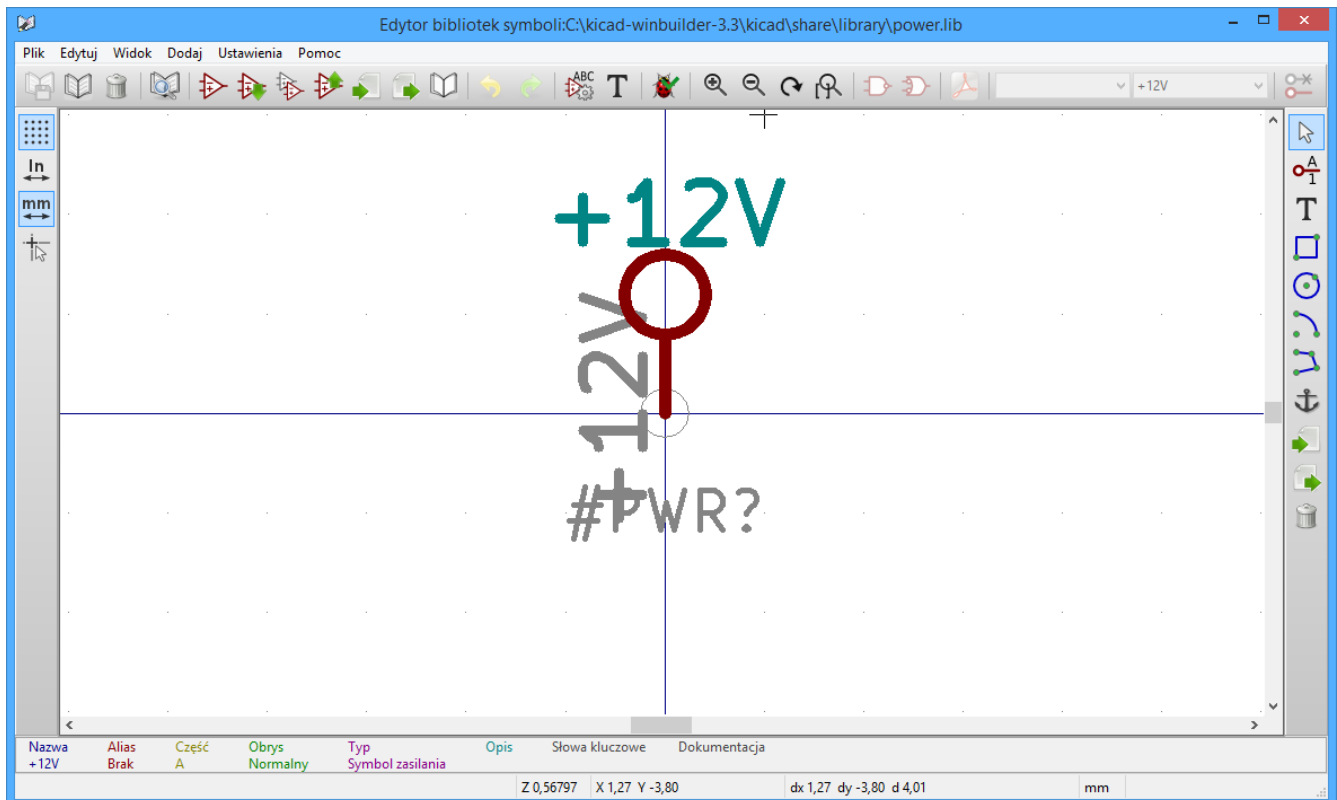 Edytor bibliotek symboli:C:\kicad-winbuilder-3.3\kicad\share\library\power.lib
Plik Edytuj Widok Dodaj Ustawienia Pomoc
ABC T +12V
In
mm
A
1
T
+12V
+12V
#PWR?
Nazwa Alias Część Obrys Typ Opis Słowa kluczowe Dokumentacja
+12V Brak A Normalny Symbol zasilania
Z 0,56797 X 1,27 Y -3,80 dx 1,27 dy -3,80 d 4,01 mm